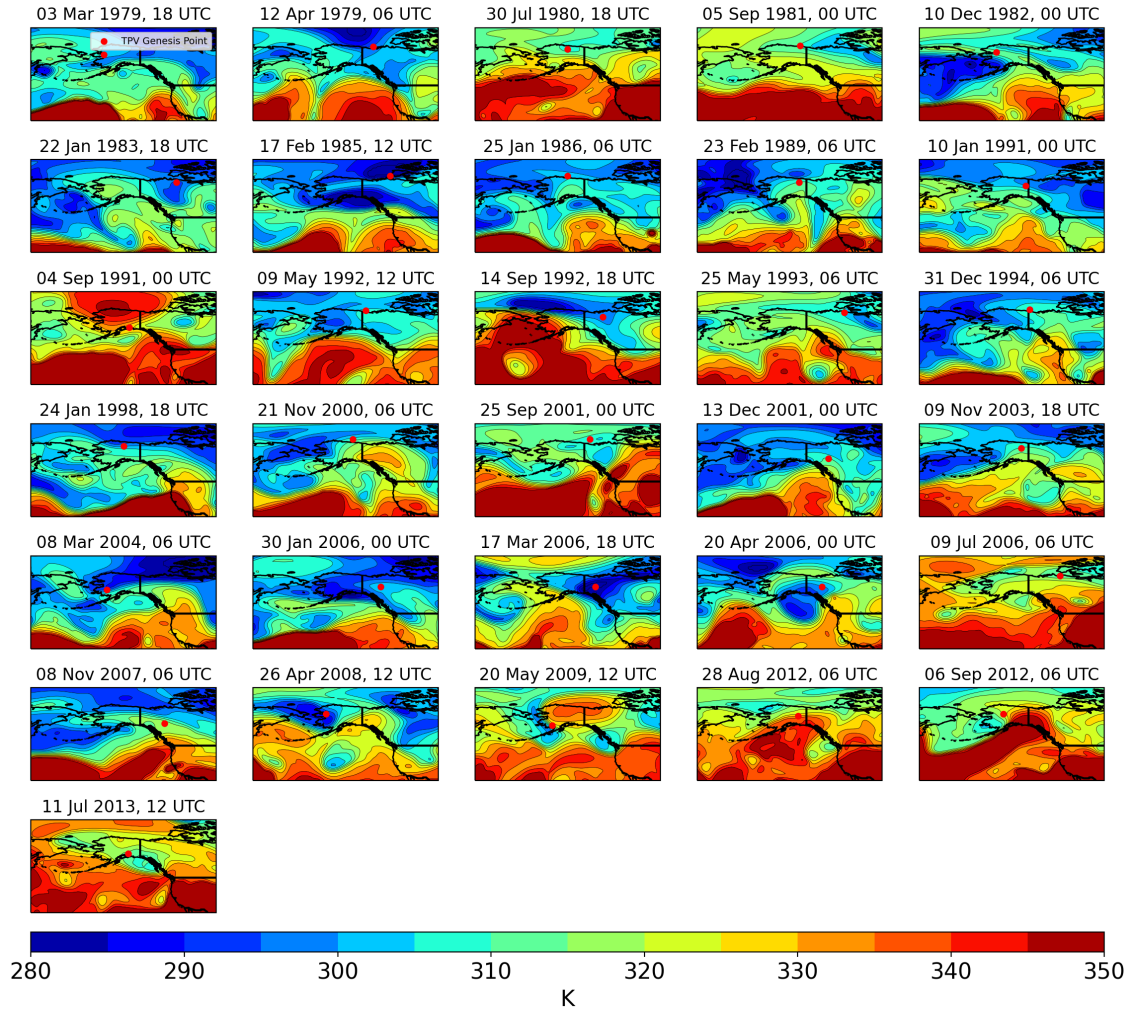 03 Mar 1979, 18 UTC
12 Apr 1979, 06 UTC
30 Jul 1980, 18 UTC
05 Sep 1981, 00 UTC
10 Dec 1982, 00 UTC
TPV Genesis Point
22 Jan 1983, 18 UTC
17 Feb 1985, 12 UTC
25 Jan 1986, 06 UTC
23 Feb 1989, 06 UTC
10 Jan 1991, 00 UTC
04 Sep 1991, 00 UTC
09 May 1992, 12 UTC
14 Sep 1992, 18 UTC
25 May 1993, 06 UTC
31 Dec 1994, 06 UTC
24 Jan 1998, 18 UTC
21 Nov 2000, 06 UTC
25 Sep 2001, 00 UTC
13 Dec 2001, 00 UTC
09 Nov 2003, 18 UTC
08 Mar 2004, 06 UTC
30 Jan 2006, 00 UTC
17 Mar 2006, 18 UTC
20 Apr 2006, 00 UTC
09 Jul 2006, 06 UTC
08 Nov 2007, 06 UTC
26 Apr 2008, 12 UTC
20 May 2009, 12 UTC
28 Aug 2012, 06 UTC
06 Sep 2012, 06 UTC
11 Jul 2013, 12 UTC
280 290 300 310 320 330 340 350
K